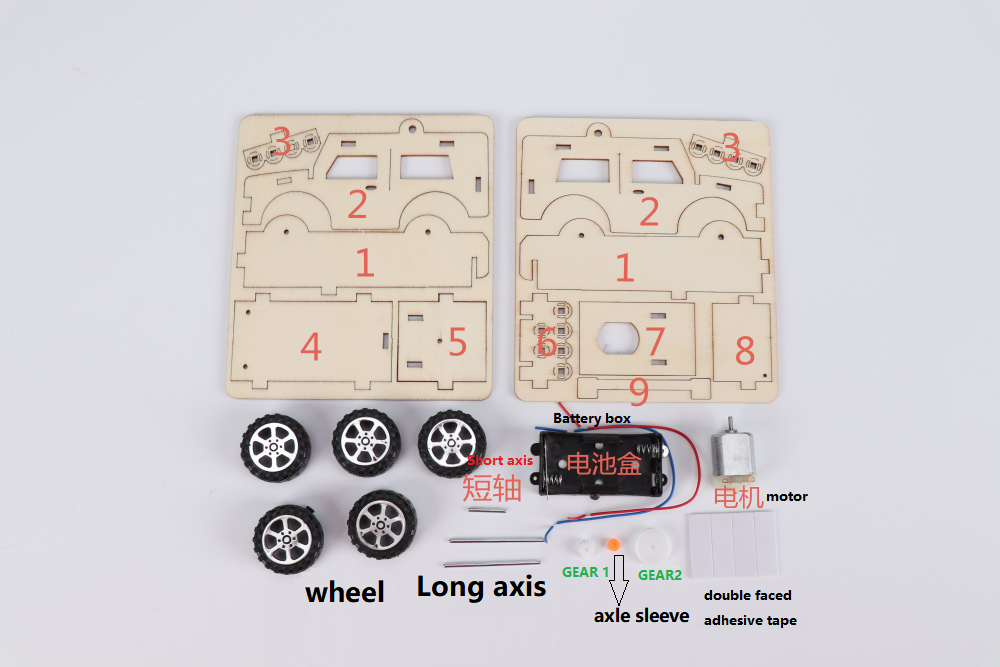 3
3
2
2
1
1
4
5
6
7
8
9
Battery box
电池盒
Short axis
短轴
电机 motor
GEAR 1
GEAR2
wheel
Long axis
axle sleeve
double faced
adhesive tape